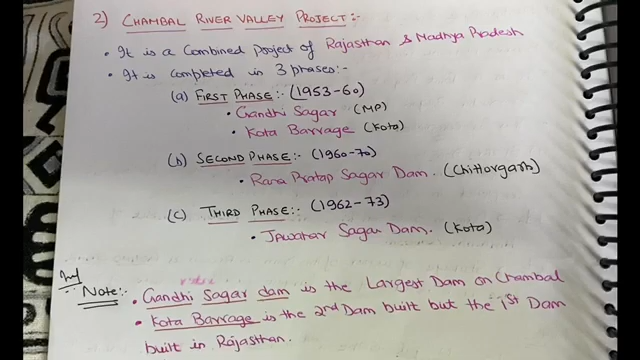 2) CHAMBAL RIVER VALLEY PROJECT:-
• It is a Combined project of Rajasthan & Madhya Pradesh
• It is completed in 3 phases:-
(a) FIRST PHASE:- (1953-60)
• Gandhi Sagar (MP)
• Kota Barrage (Kota)
(b) SECOND PHASE:- (1960-70)
• Rana Pratap Sagar Dam. (Chittorgarh)
(c) THIRD PHASE:- (1962-73)
• Jawahar Sagar Dam. (Kota)
Imp
Note:-
• Gandhi Sagar dam is the Largest Dam on Chambal
• Kota Barrage is the 2nd Dam built but the 1st Dam
built in Rajasthan.